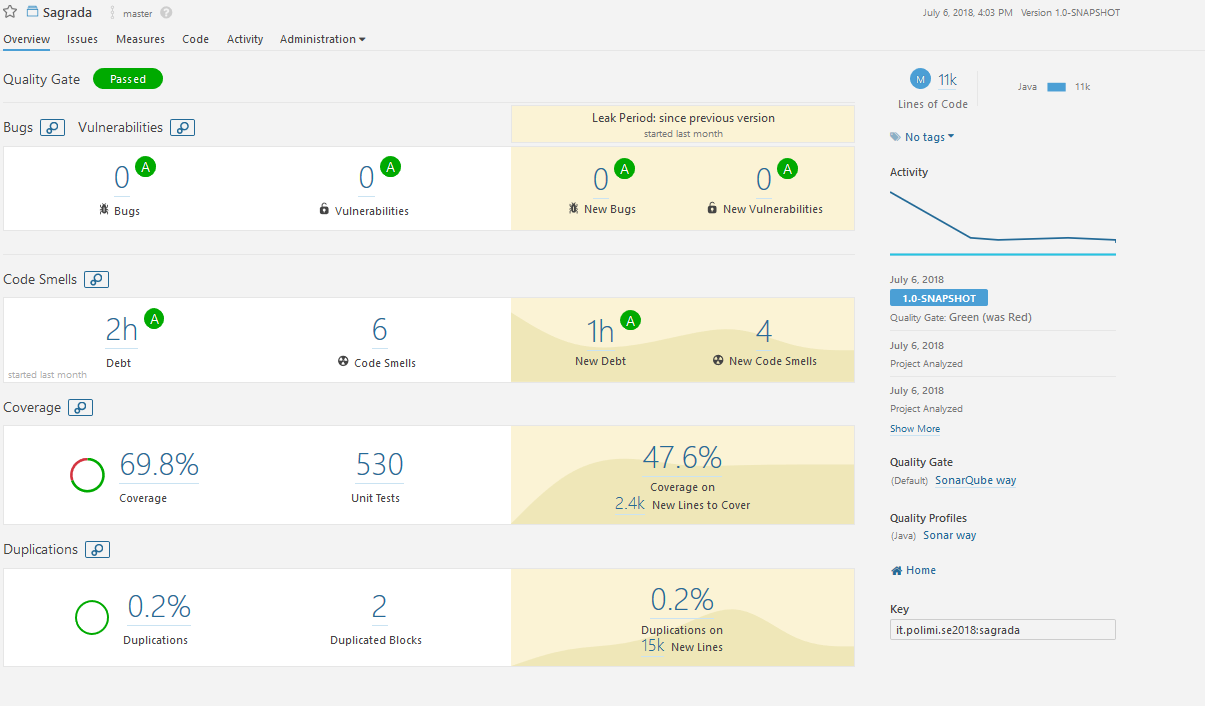 Sagrada master ?
July 6, 2018, 4:03 PM Version 1.0-SNAPSHOT
Overview Issues Measures Code Activity Administration
Quality Gate Passed
Bugs Vulnerabilities
Leak Period: since previous version
started last month
0 A
Bugs
0 A
Vulnerabilities
0 A
New Bugs
0 A
New Vulnerabilities
Code Smells
2h A
Debt
started last month
6
Code Smells
1h A
New Debt
4
New Code Smells
Coverage
69.8%
Coverage
530
Unit Tests
47.6%
Coverage on
2.4k New Lines to Cover
Duplications
0.2%
Duplications
2
Duplicated Blocks
0.2%
Duplications on
15k New Lines
M 11k
Lines of Code
Java 11k
No tags
Activity
July 6, 2018
1.0-SNAPSHOT
Quality Gate: Green (was Red)
July 6, 2018
Project Analyzed
July 6, 2018
Project Analyzed
Show More
Quality Gate
(Default) SonarQube way
Quality Profiles
(Java) Sonar way
Home
Key
it.polimi.se2018:sagrada